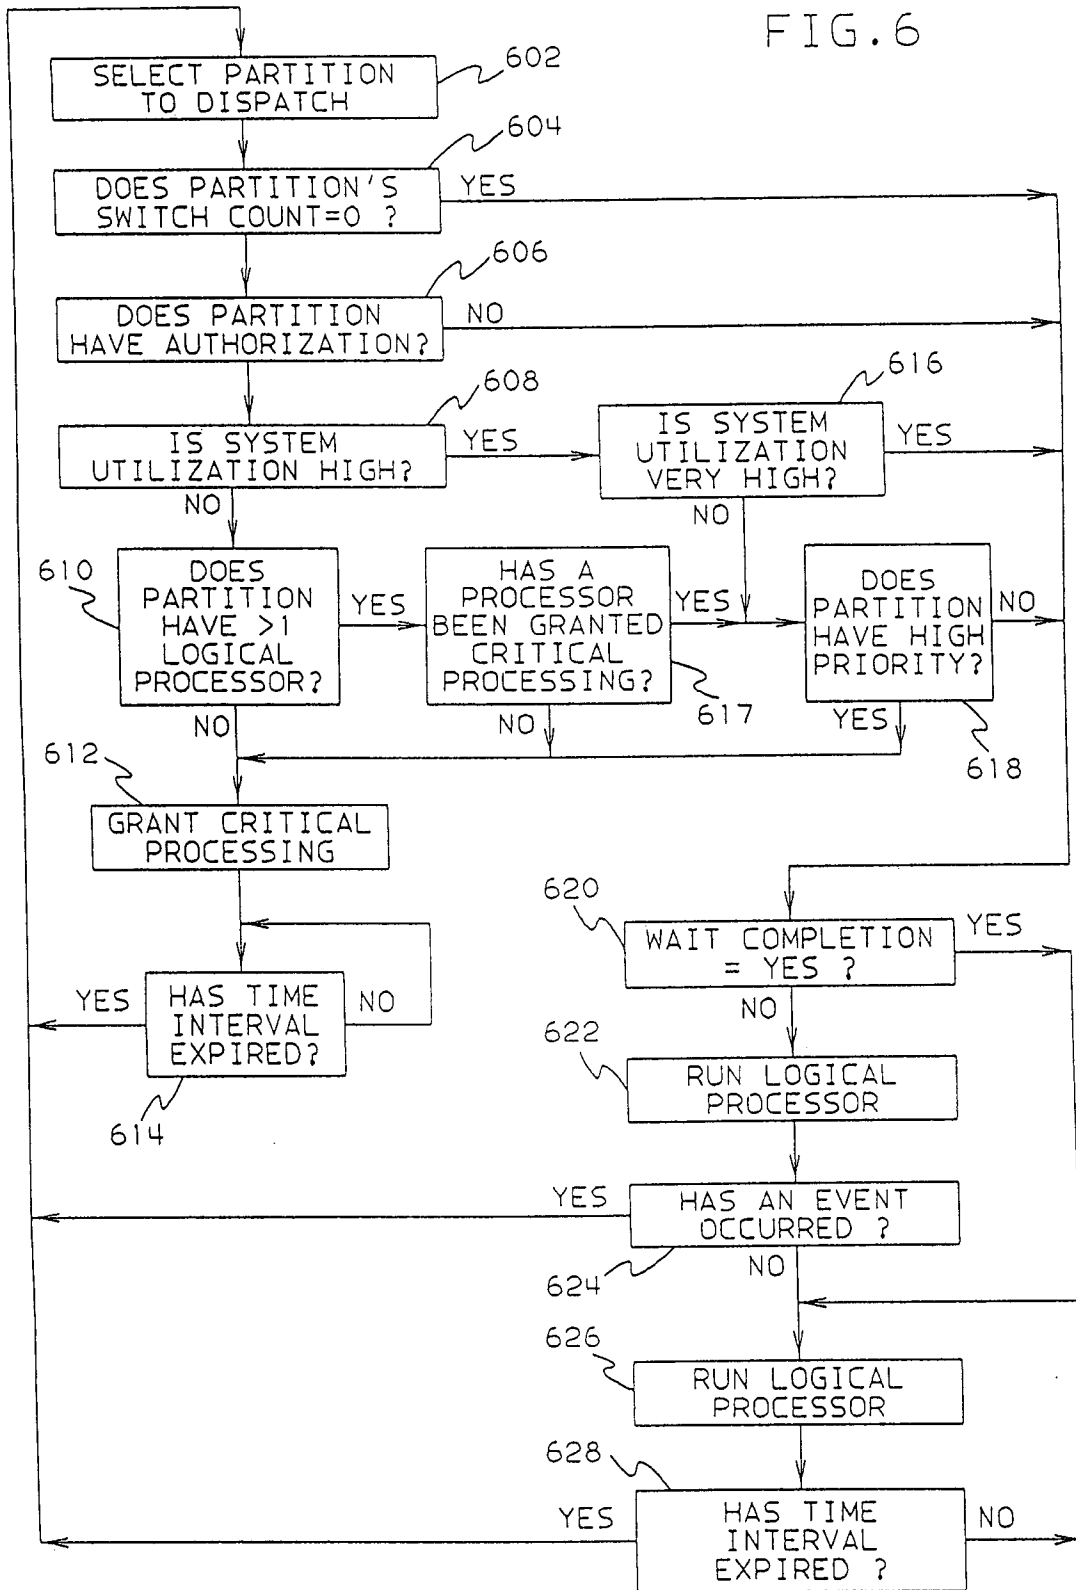 FIG.6
602
SELECT PARTITION
TO DISPATCH
604
DOES PARTITION'S
SWITCH COUNT=0 ?
YES
606
DOES PARTITION
HAVE AUTHORIZATION?
NO
608
IS SYSTEM
UTILIZATION HIGH?
YES
NO
616
IS SYSTEM
UTILIZATION
VERY HIGH?
YES
NO
610
DOES
PARTITION
HAVE >1
LOGICAL
PROCESSOR?
YES
NO
HAS A
PROCESSOR
BEEN GRANTED
CRITICAL
PROCESSING?
YES
NO
617
DOES
PARTITION
HAVE HIGH
PRIORITY?
NO
YES
618
612
GRANT CRITICAL
PROCESSING
YES
HAS TIME
INTERVAL
EXPIRED?
NO
614
620
WAIT COMPLETION
= YES ?
YES
NO
622
RUN LOGICAL
PROCESSOR
YES
HAS AN EVENT
OCCURRED ?
624
NO
626
RUN LOGICAL
PROCESSOR
628
YES
HAS TIME
INTERVAL
EXPIRED ?
NO